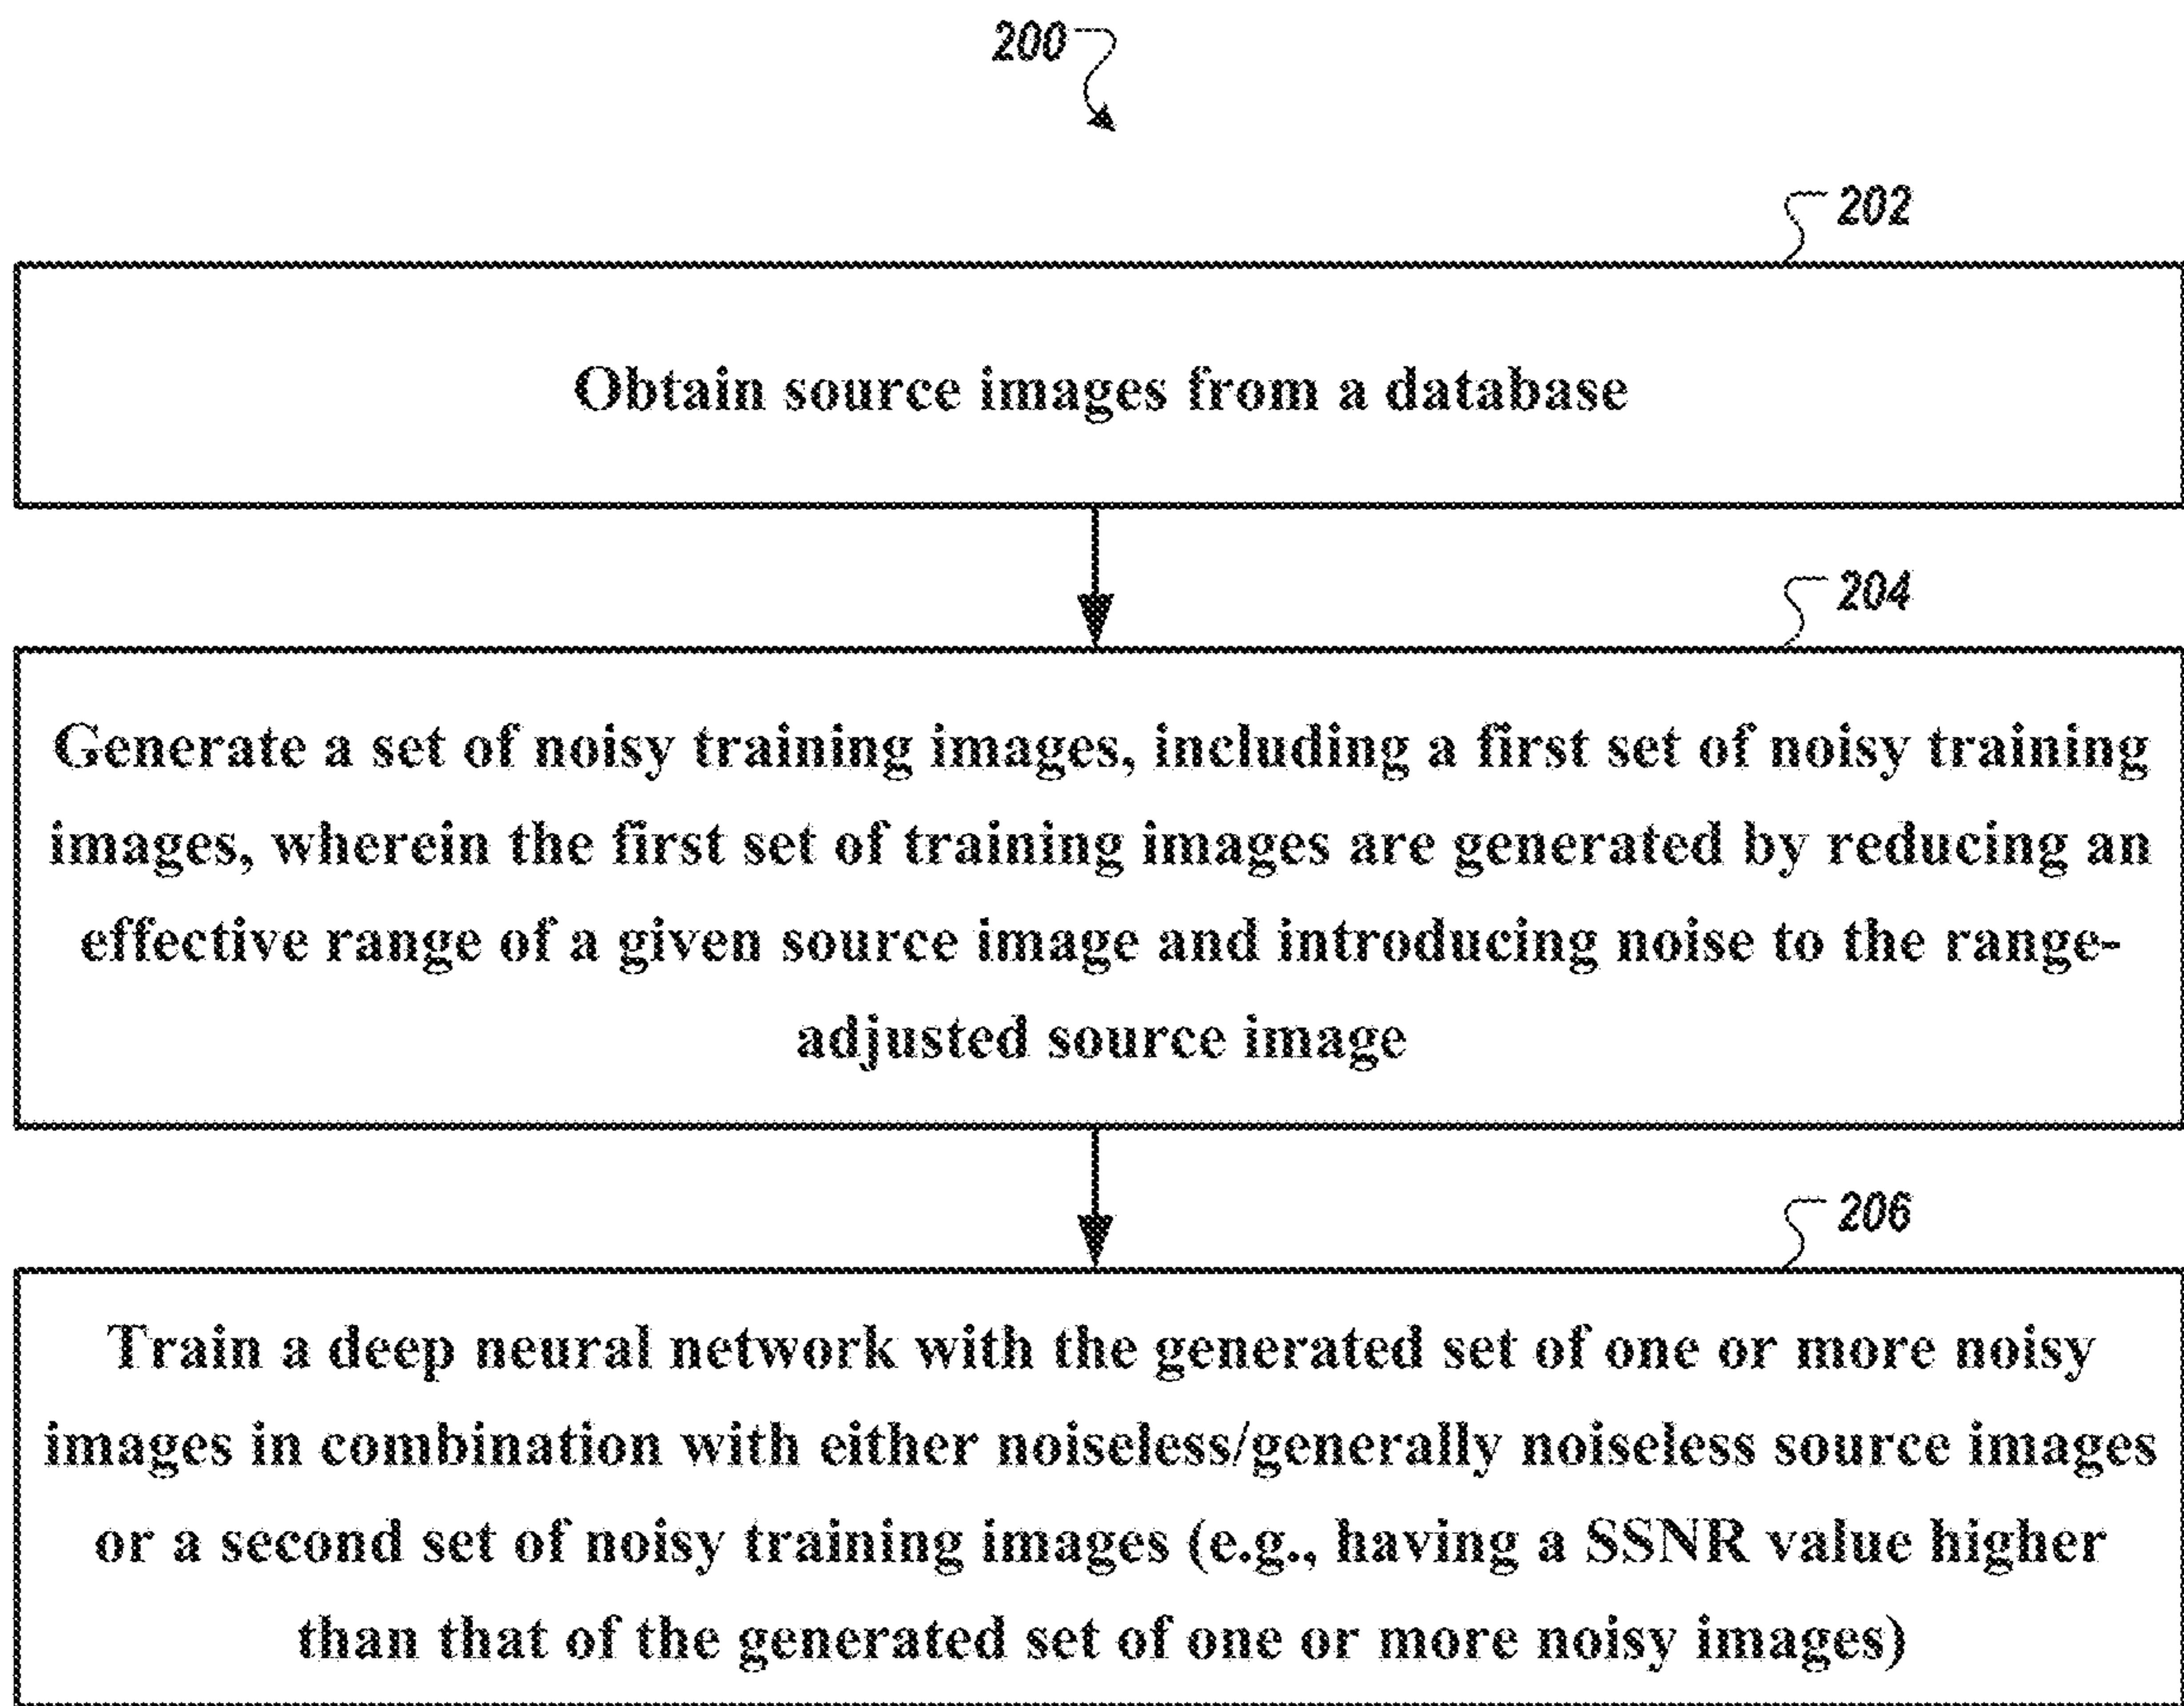 200
202
Obtain source images from a database
204
Generate a set of noisy training images, including a first set of noisy training
images, wherein the first set of training images are generated by reducing an
effective range of a given source image and introducing noise to the range-
adjusted source image
206
Train a deep neural network with the generated set of one or more noisy
images in combination with either noiseless/generally noiseless source images
or a second set of noisy training images (e.g., having a SSNR value higher
than that of the generated set of one or more noisy images)